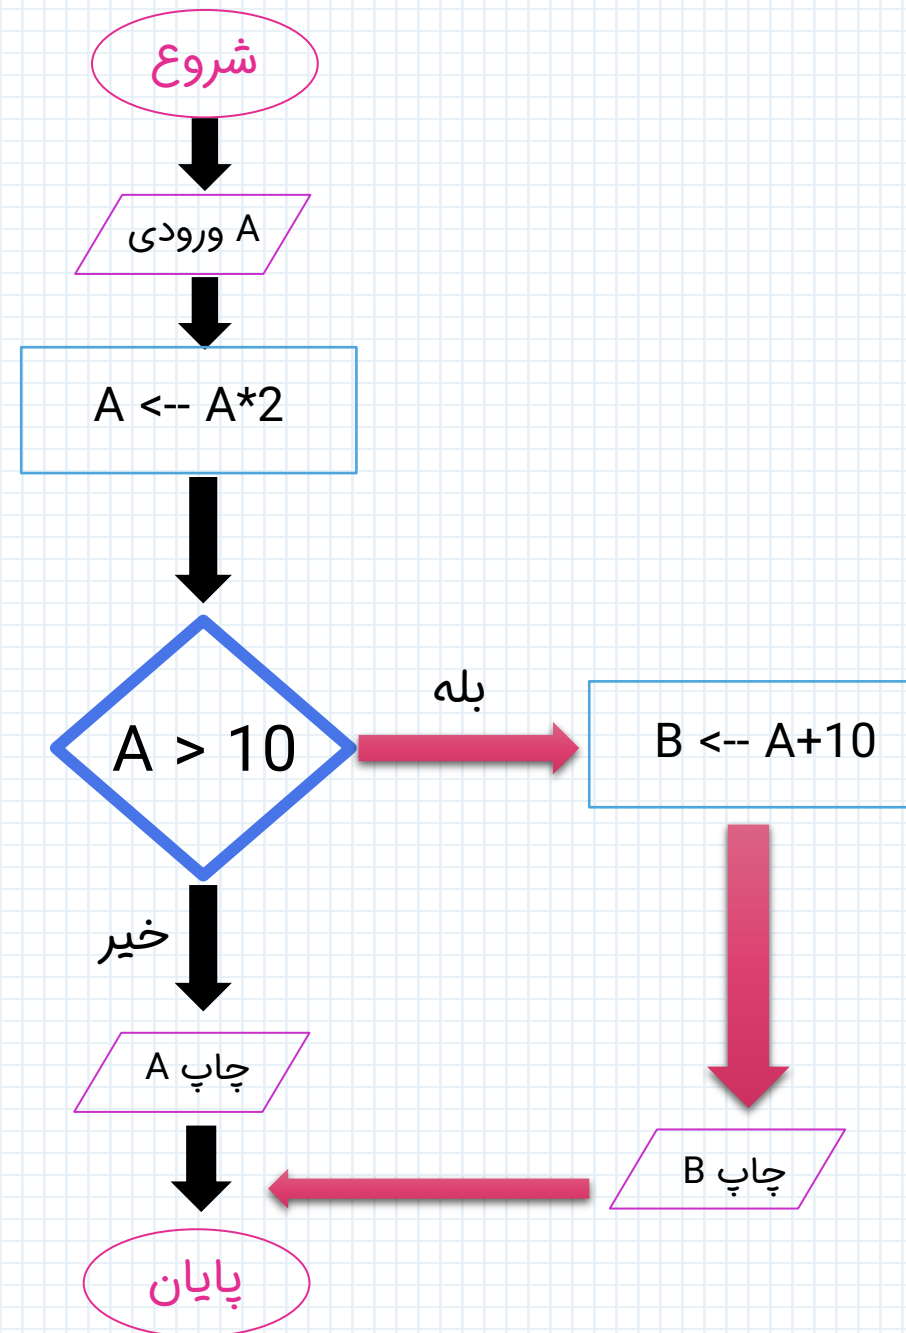 شروع
ورودی A
A <-- A*2
A > 10
بله
B <-- A+10
خیر
چاپ A
چاپ B
پایان